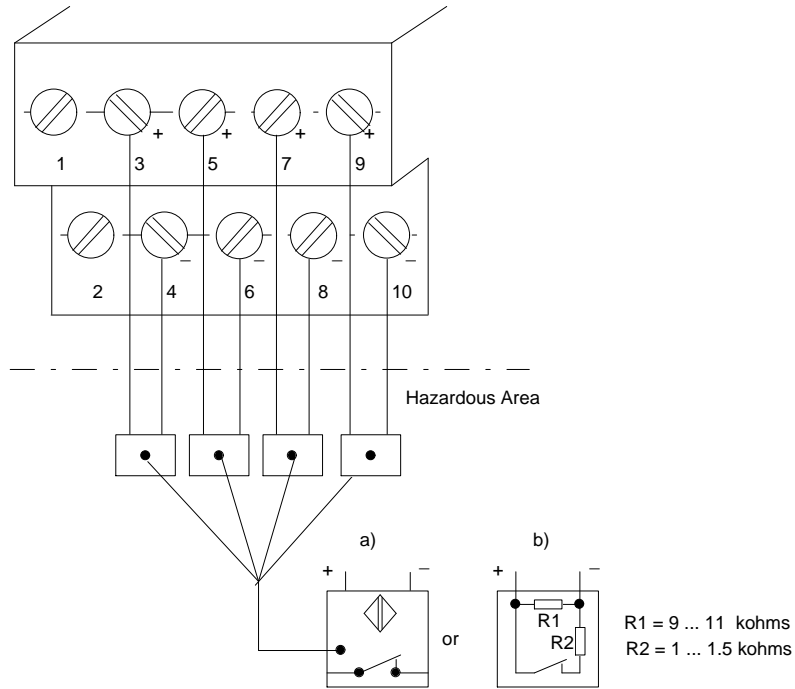 + + + +
1 3 5 7 9
– – – –
2 4 6 8 10
Hazardous Area
a) b)
+ – + –
R1
or
R2
R1 = 9 ... 11 kohms
R2 = 1 ... 1.5 kohms